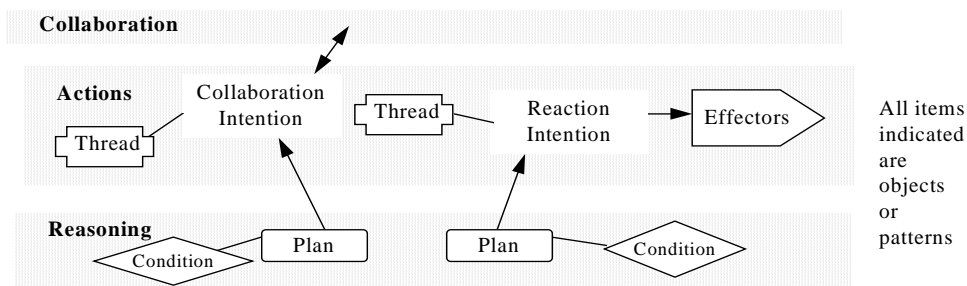 Collaboration
Actions
Collaboration
Intention
Thread
Thread
Reaction
Intention
Effectors
All items
indicated
are
objects
or
patterns
Reasoning
Condition
Plan
Plan
Condition